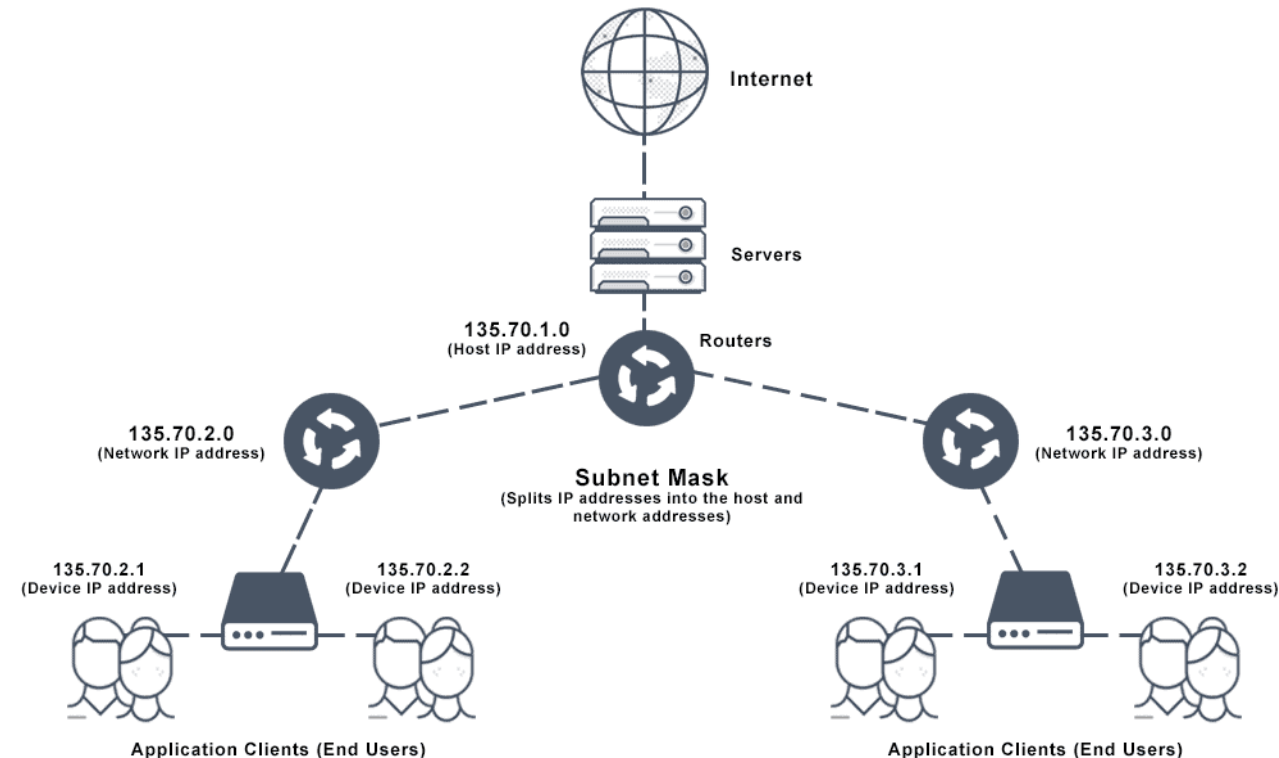 Internet
Servers
135.70.1.0
(Host IP address)
Routers
135.70.2.0
(Network IP address)
135.70.3.0
(Network IP address)
Subnet Mask
(Splits IP addresses into the host and
network addresses)
135.70.2.1
(Device IP address)
135.70.2.2
(Device IP address)
135.70.3.1
(Device IP address)
135.70.3.2
(Device IP address)
Application Clients (End Users)
Application Clients (End Users)